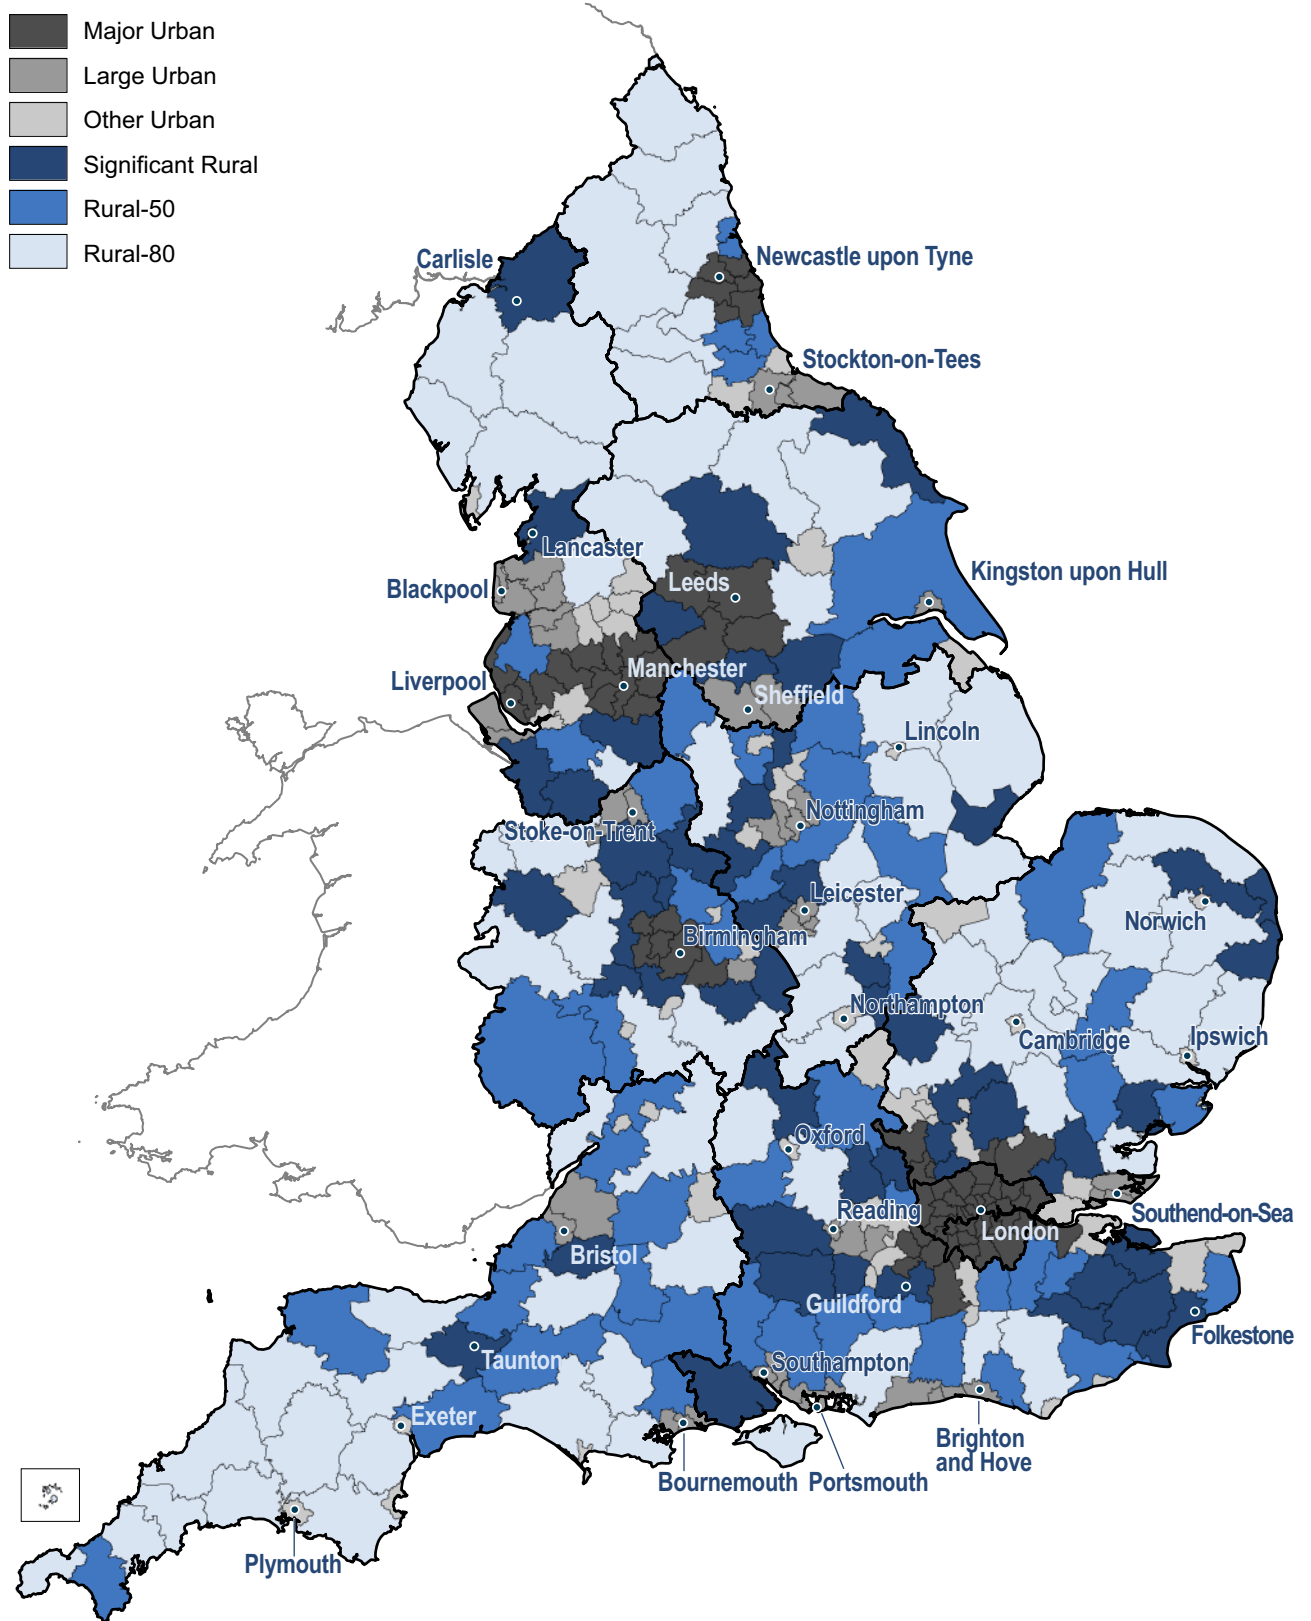 Major Urban
Large Urban
Other Urban
Significant Rural
Rural-50
Rural-80
Carlisle
Newcastle upon Tyne
Stockton-on-Tees
Lancaster
Blackpool
Leeds
Kingston upon Hull
Liverpool
Manchester
Sheffield
Lincoln
Stoke-on-Trent
Nottingham
Leicester
Norwich
Birmingham
Northampton
Cambridge
Ipswich
Oxford
Reading
Southend-on-Sea
London
Bristol
Guildford
Folkestone
Taunton
Southampton
Exeter
Brighton
and Hove
Bournemouth
Portsmouth
Plymouth